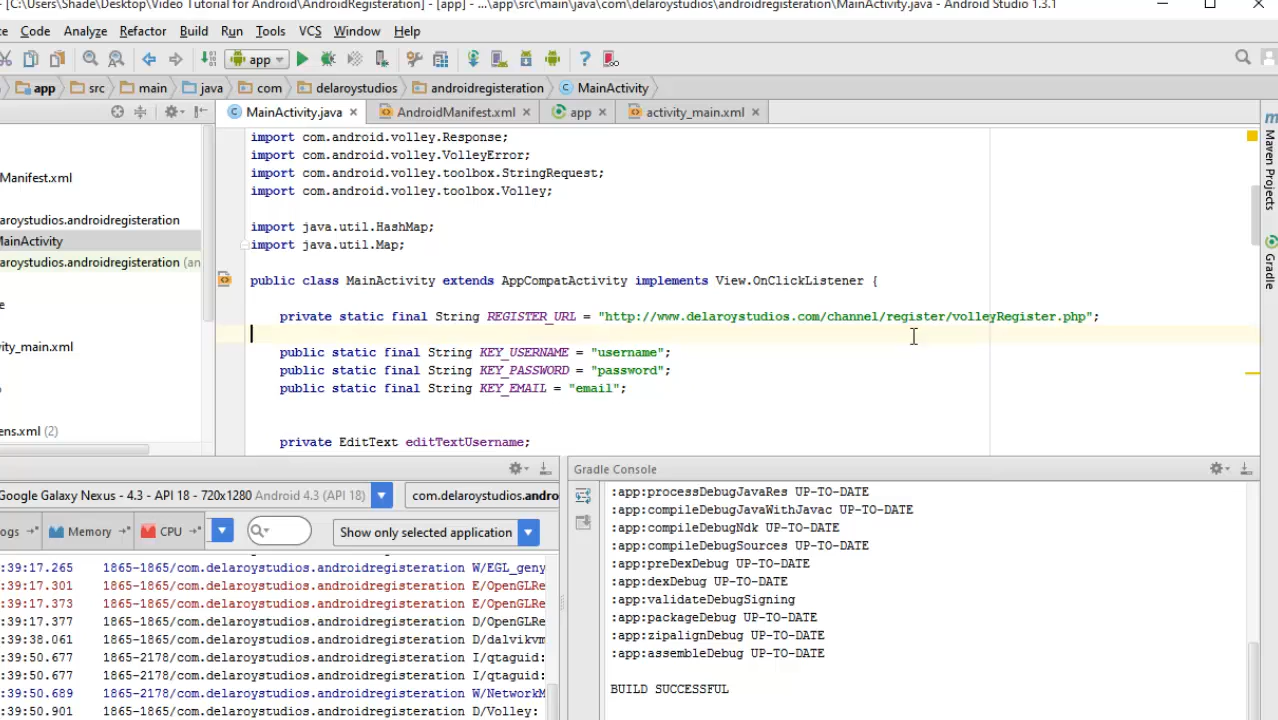 - [C:\Users\Shade\Desktop\Video Tutorial for Android\AndroidRegisteration] - [app] - ...\app\src\main\java\com\delaroystudios\androidregisteration\MainActivity.java - Android Studio 1.3.1
Code Analyze Refactor Build Run Tools VCS Window Help
app
app src main java com delaroystudios androidregisteration MainActivity
MainActivity.java AndroidManifest.xml app activity_main.xml
Manifest.xml
aroystudios.androidregisteration
MainActivity
aroystudios.androidregisteration (an
vity_main.xml
ens.xml (2)
import com.android.volley.Response;
import com.android.volley.VolleyError;
import com.android.volley.toolbox.StringRequest;
import com.android.volley.toolbox.Volley;
import java.util.HashMap;
import java.util.Map;
public class MainActivity extends AppCompatActivity implements View.OnClickListener {
private static final String REGISTER_URL = "http://www.delaroystudios.com/channel/register/volleyRegister.php";
public static final String KEY_USERNAME = "username";
public static final String KEY_PASSWORD = "password";
public static final String KEY_EMAIL = "email";
private EditText editTextUsername;
Maven Projects
Gradle
Google Galaxy Nexus - 4.3 - API 18 - 720x1280 Android 4.3 (API 18) com.delaroystudios.andro
ogs Memory CPU Show only selected application
:39:17.265 1865-1865/com.delaroystudios.androidregisteration W/EGL_geny
:39:17.301 1865-1865/com.delaroystudios.androidregisteration E/OpenGLRe
:39:17.373 1865-1865/com.delaroystudios.androidregisteration E/OpenGLRe
:39:17.377 1865-1865/com.delaroystudios.androidregisteration D/OpenGLRe
:39:38.061 1865-1865/com.delaroystudios.androidregisteration D/dalvikvm
:39:50.677 1865-2178/com.delaroystudios.androidregisteration I/qtaguid:
:39:50.677 1865-2178/com.delaroystudios.androidregisteration I/qtaguid:
:39:50.689 1865-2178/com.delaroystudios.androidregisteration W/NetworkM
:39:50.901 1865-2178/com.delaroystudios.androidregisteration D/Volley:
Gradle Console
:app:processDebugJavaRes UP-TO-DATE
:app:compileDebugJavaWithJavac UP-TO-DATE
:app:compileDebugNdk UP-TO-DATE
:app:compileDebugSources UP-TO-DATE
:app:preDexDebug UP-TO-DATE
:app:dexDebug UP-TO-DATE
:app:validateDebugSigning
:app:packageDebug UP-TO-DATE
:app:zipalignDebug UP-TO-DATE
:app:assembleDebug UP-TO-DATE
BUILD SUCCESSFUL